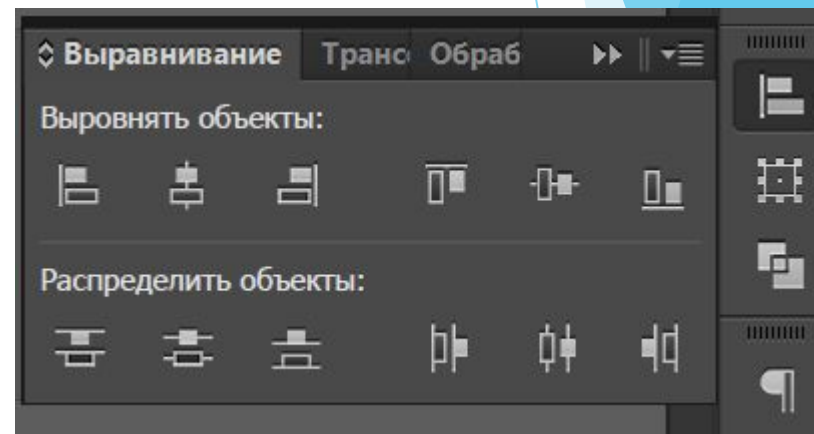 Выравнивание Транс Обраб
Выровнять объекты:
Распределить объекты: